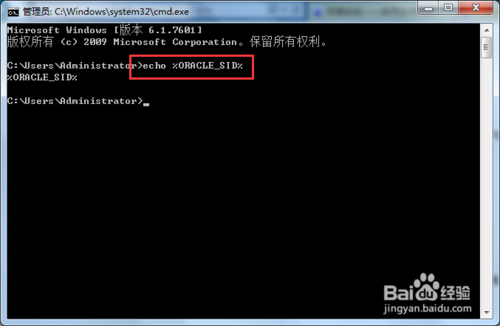 管理员: C:\Windows\system32\cmd.exe
Microsoft Windows [版本 6.1.7601]
版权所有 (c) 2009 Microsoft Corporation。保留所有权利。
C:\Users\Administrator>echo %ORACLE_SID%
%ORACLE_SID%
C:\Users\Administrator>_
Baidu 经验
jingyan.baidu.com